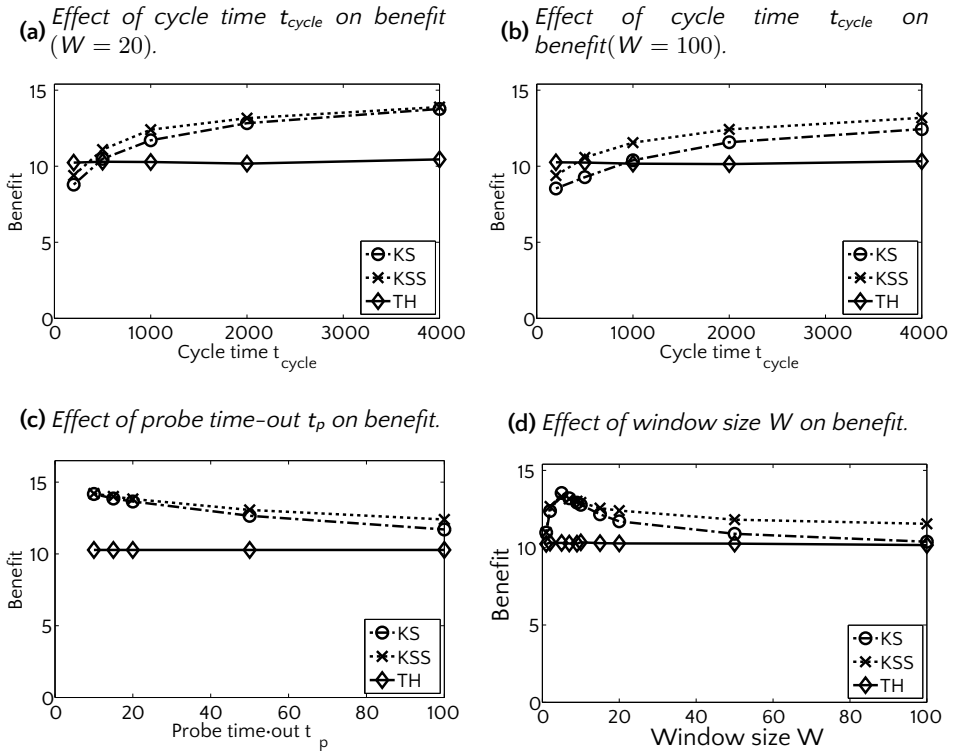 (a) Effect of cycle time t_cycle on benefit
(W = 20).
15
10
5
0
Benefit
KS
KSS
TH
0 1000 2000 3000 4000
Cycle time t_cycle
(b) Effect of cycle time t_cycle on
benefit(W = 100).
15
10
5
0
Benefit
KS
KSS
TH
0 1000 2000 3000 4000
Cycle time t_cycle
(c) Effect of probe time-out t_p on benefit.
15
10
5
0
Benefit
KS
KSS
TH
0 20 40 60 80 100
Probe time·out t_p
(d) Effect of window size W on benefit.
15
10
5
0
Benefit
KS
KSS
TH
0 20 40 60 80 100
Window size W